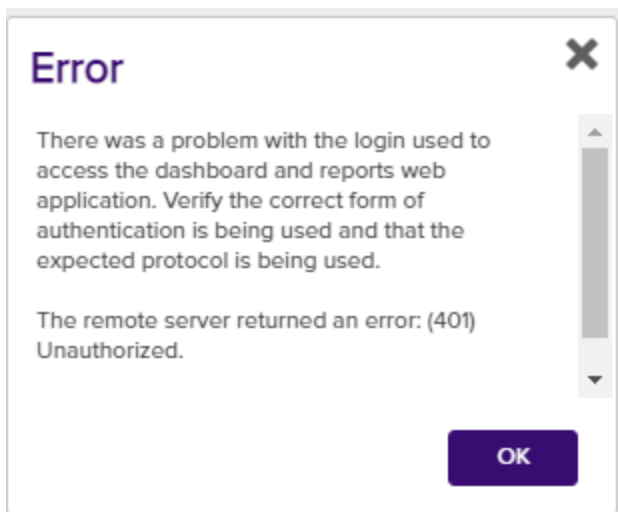 Error
There was a problem with the login used to
access the dashboard and reports web
application. Verify the correct form of
authentication is being used and that the
expected protocol is being used.
The remote server returned an error: (401)
Unauthorized.
OK